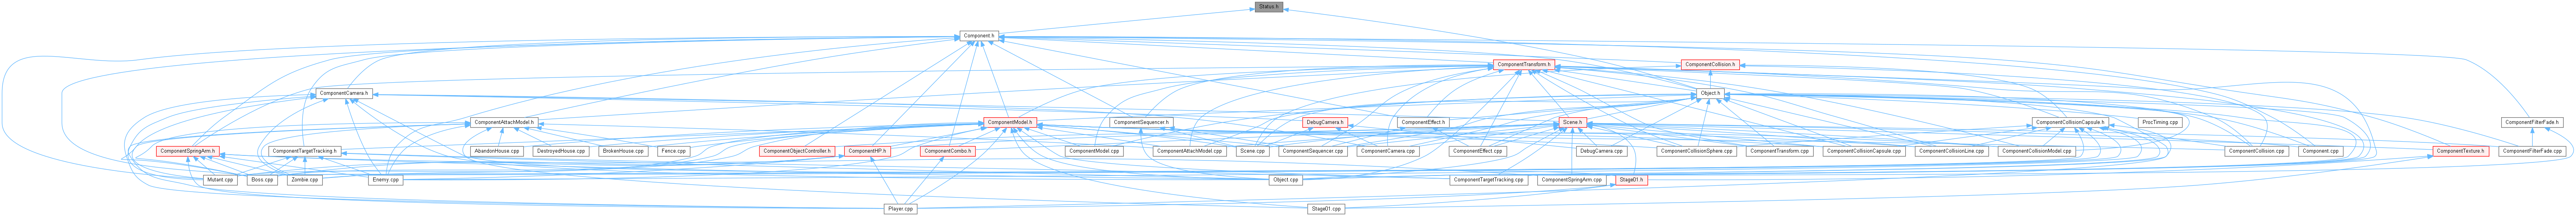 Status.h
Component.h
ComponentTransform.h
ComponentCollision.h
ComponentCamera.h
Object.h
ComponentAttachModel.h
ComponentModel.h
ComponentSequencer.h
DebugCamera.h
ComponentEffect.h
Scene.h
ComponentCollisionCapsule.h
ProcTiming.cpp
ComponentFilterFade.h
ComponentSpringArm.h
ComponentTargetTracking.h
AbandonHouse.cpp
DestroyedHouse.cpp
BrokenHouse.cpp
Fence.cpp
ComponentObjectController.h
ComponentHP.h
ComponentCombo.h
ComponentModel.cpp
ComponentAttachModel.cpp
Scene.cpp
ComponentSequencer.cpp
ComponentCamera.cpp
ComponentEffect.cpp
DebugCamera.cpp
ComponentCollisionSphere.cpp
ComponentTransform.cpp
ComponentCollisionCapsule.cpp
ComponentCollisionLine.cpp
ComponentCollisionModel.cpp
ComponentCollision.cpp
Component.cpp
ComponentTexture.h
ComponentFilterFade.cpp
Mutant.cpp
Boss.cpp
Zombie.cpp
Enemy.cpp
Object.cpp
ComponentTargetTracking.cpp
ComponentSpringArm.cpp
Stage01.h
Player.cpp
Stage01.cpp